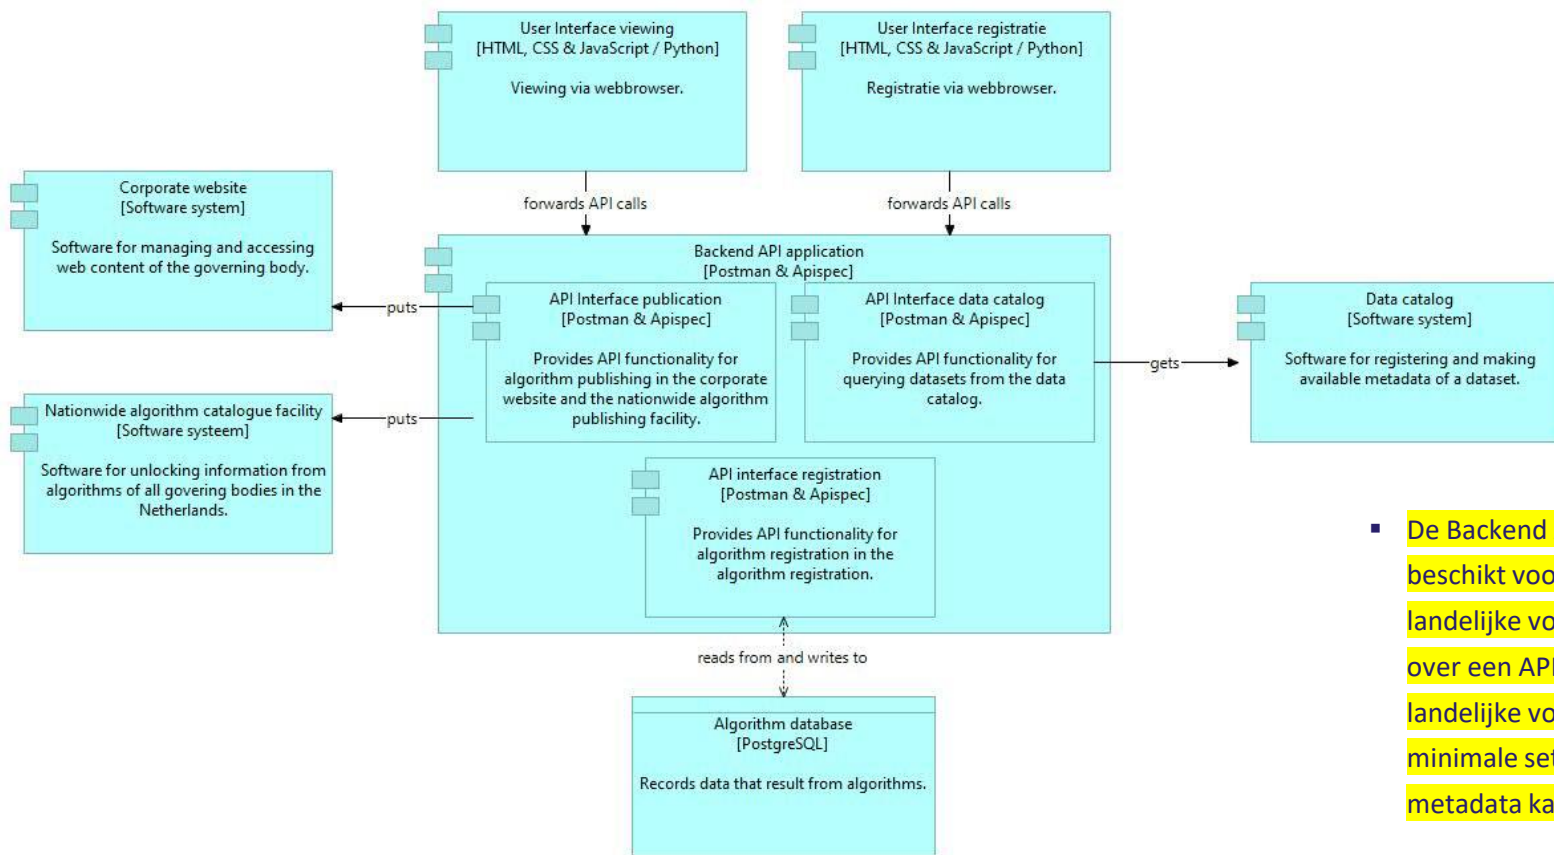 User Interface viewing
[HTML, CSS & JavaScript / Python]
Viewing via webbrowser.
User Interface registratie
[HTML, CSS & JavaScript / Python]
Registratie via webbrowser.
forwards API calls
forwards API calls
Corporate website
[Software system]
Software for managing and accessing
web content of the governing body.
puts
Nationwide algorithm catalogue facility
[Software systeem]
Software for unlocking information from
algorithms of all govering bodies in the
Netherlands.
puts
Backend API application
[Postman & Apispec]
API Interface publication
[Postman & Apispec]
Provides API functionality for
algorithm publishing in the corporate
website and the nationwide algorithm
publishing facility.
API Interface data catalog
[Postman & Apispec]
Provides API functionality for
querying datasets from the data
catalog.
gets
Data catalog
[Software system]
Software for registering and making
available metadata of a dataset.
API interface registration
[Postman & Apispec]
Provides API functionality for
algorithm registration in the
algorithm registration.
reads from and writes to
Algorithm database
[PostgreSQL]
Records data that result from algorithms.
▪ De Backend
beschikt voo
landelijke vo
over een API
landelijke vo
minimale set
metadata ka